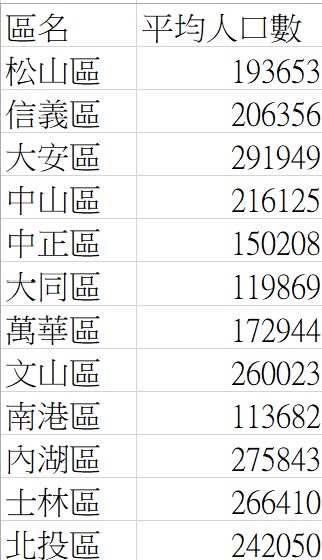 區名 平均人口數
松山區 193653
信義區 206356
大安區 291949
中山區 216125
中正區 150208
大同區 119869
萬華區 172944
文山區 260023
南港區 113682
內湖區 275843
士林區 266410
北投區 242050